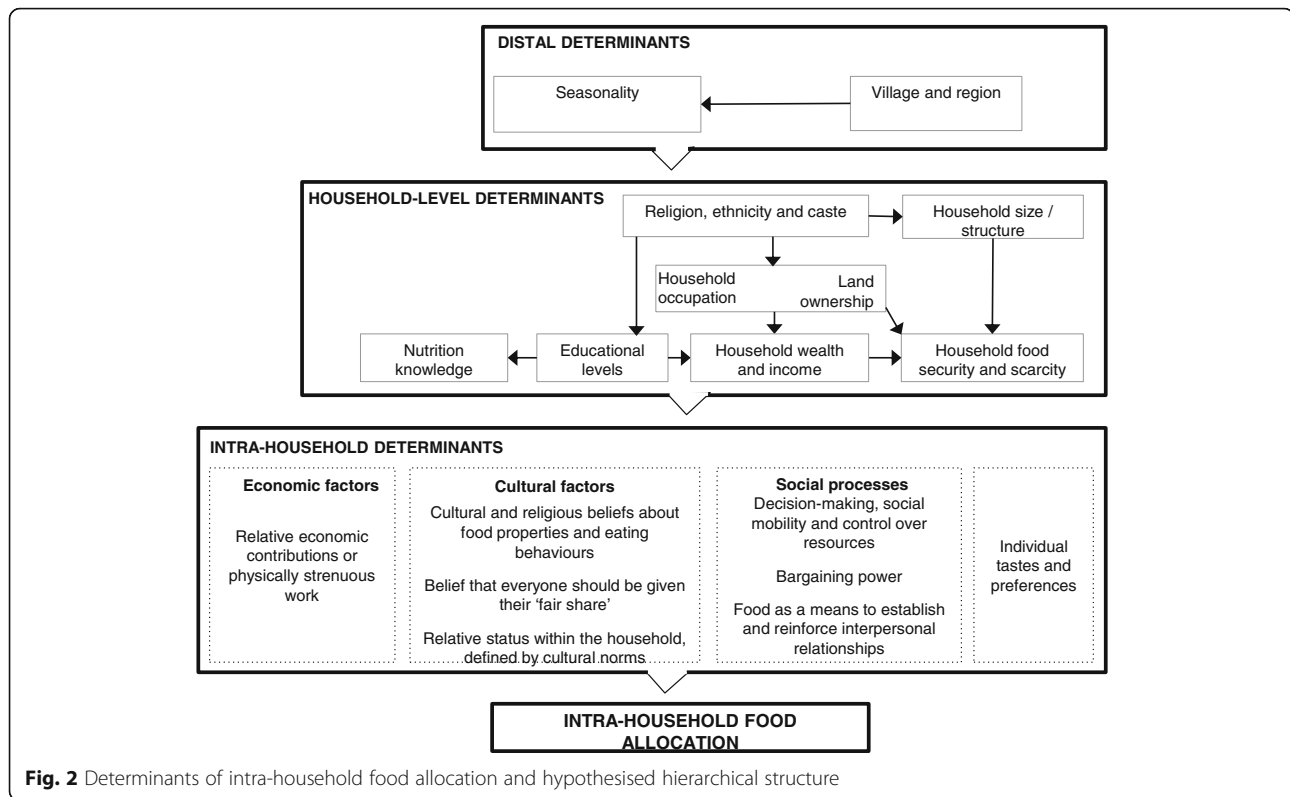 DISTAL DETERMINANTS
Seasonality
Village and region
HOUSEHOLD-LEVEL DETERMINANTS
Religion, ethnicity and caste
Household size /
structure
Household
occupation
Land
ownership
Nutrition
knowledge
Educational
levels
Household wealth
and income
Household food
security and scarcity
INTRA-HOUSEHOLD DETERMINANTS
Economic factors
Relative economic
contributions or
physically strenuous
work
Cultural factors
Cultural and religious beliefs about
food properties and eating
behaviours
Belief that everyone should be given
their ‘fair share’
Relative status within the household,
defined by cultural norms
Social processes
Decision-making, social
mobility and control over
resources
Bargaining power
Food as a means to establish
and reinforce interpersonal
relationships
Individual
tastes and
preferences
INTRA-HOUSEHOLD FOOD
ALLOCATION
Fig. 2 Determinants of intra-household food allocation and hypothesised hierarchical structure